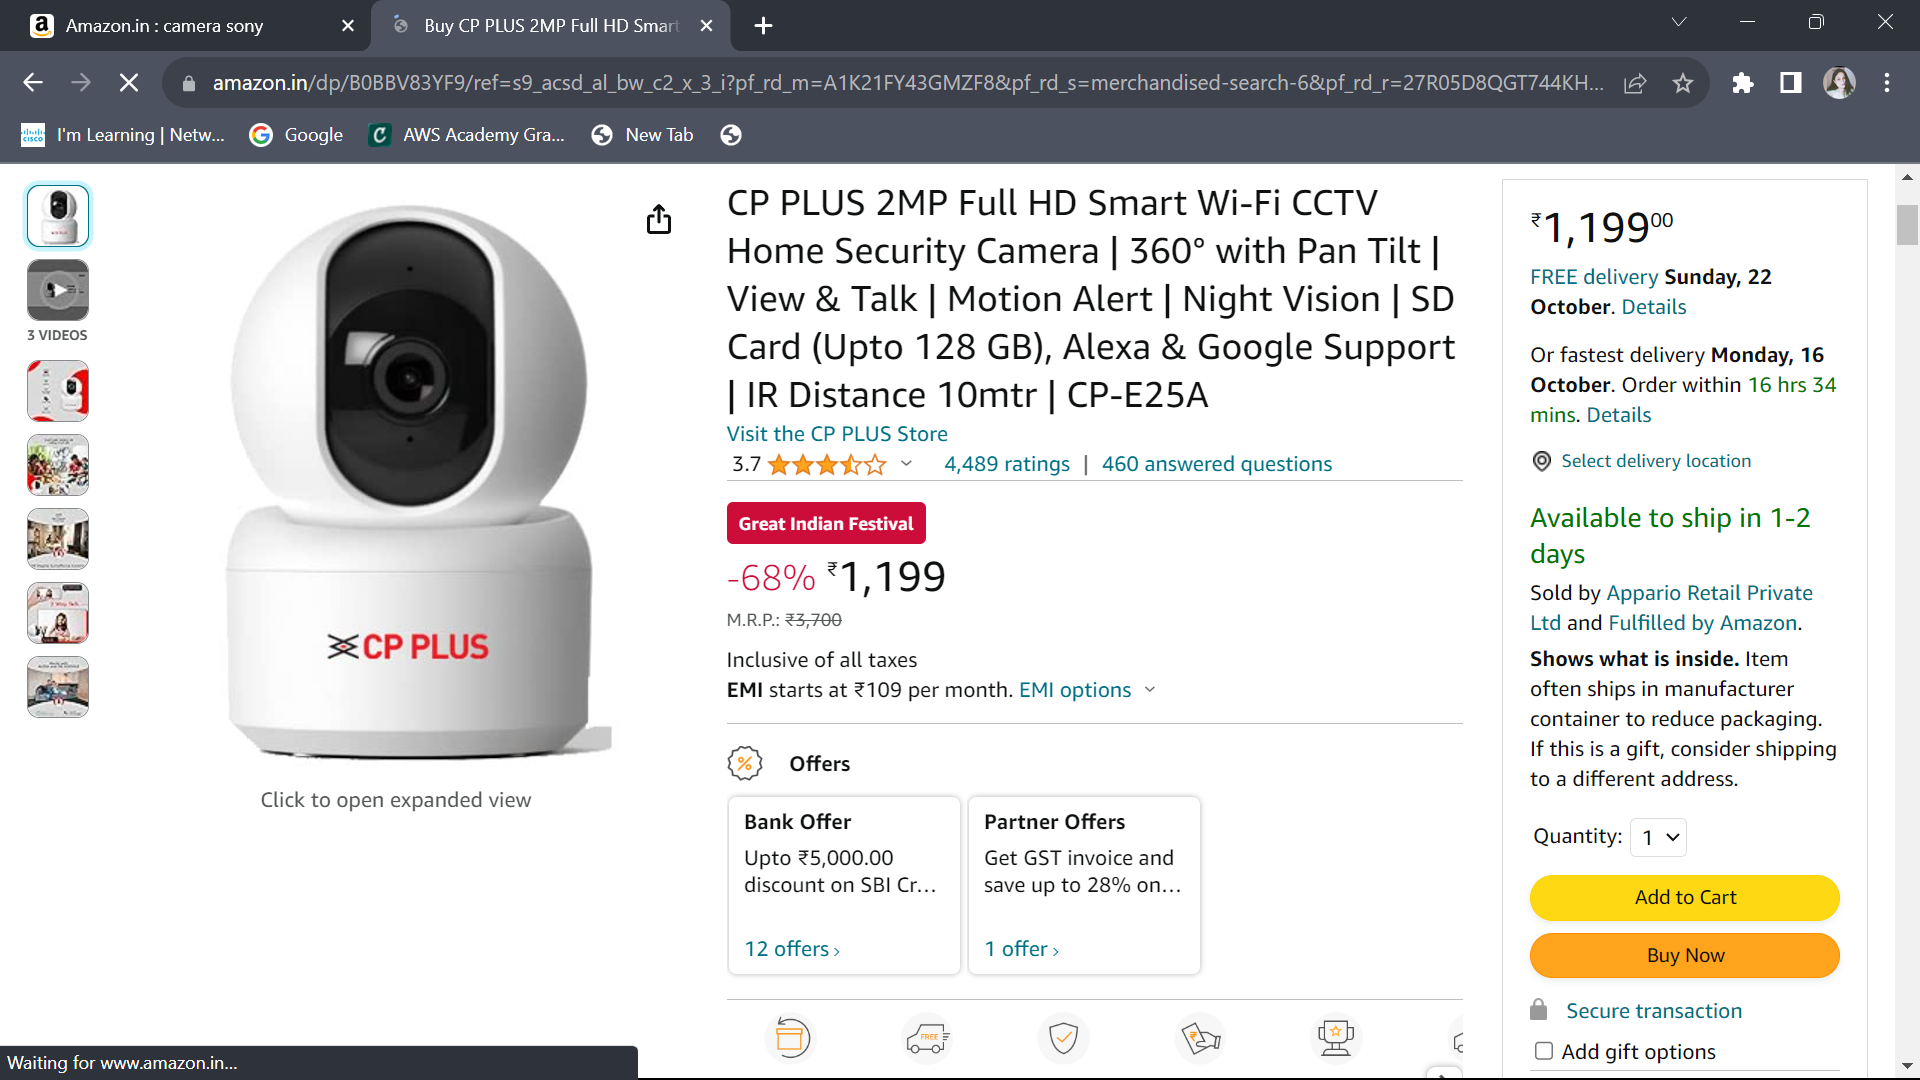 Amazon.in : camera sony
Buy CP PLUS 2MP Full HD Smart
amazon.in/dp/B0BBV83YF9/ref=s9_acsd_al_bw_c2_x_3_i?pf_rd_m=A1K21FY43GMZF8&pf_rd_s=merchandised-search-6&pf_rd_r=27R05D8QGT744KH...
I'm Learning | Netw...
Google
AWS Academy Gra...
New Tab
3 VIDEOS
CP PLUS
Click to open expanded view
CP PLUS 2MP Full HD Smart Wi-Fi CCTV
Home Security Camera | 360° with Pan Tilt |
View & Talk | Motion Alert | Night Vision | SD
Card (Upto 128 GB), Alexa & Google Support
| IR Distance 10mtr | CP-E25A
Visit the CP PLUS Store
3.7
4,489 ratings | 460 answered questions
Great Indian Festival
-68% ₹1,199
M.R.P.: ₹3,700
Inclusive of all taxes
EMI starts at ₹109 per month. EMI options
Offers
Bank Offer
Upto ₹5,000.00
discount on SBI Cr...
12 offers ›
Partner Offers
Get GST invoice and
save up to 28% on...
1 offer ›
FREE
₹1,19900
FREE delivery Sunday, 22
October. Details
Or fastest delivery Monday, 16
October. Order within 16 hrs 34
mins. Details
Select delivery location
Available to ship in 1-2
days
Sold by Appario Retail Private
Ltd and Fulfilled by Amazon.
Shows what is inside. Item
often ships in manufacturer
container to reduce packaging.
If this is a gift, consider shipping
to a different address.
Quantity: 1
Add to Cart
Buy Now
Secure transaction
Add gift options
Waiting for www.amazon.in...